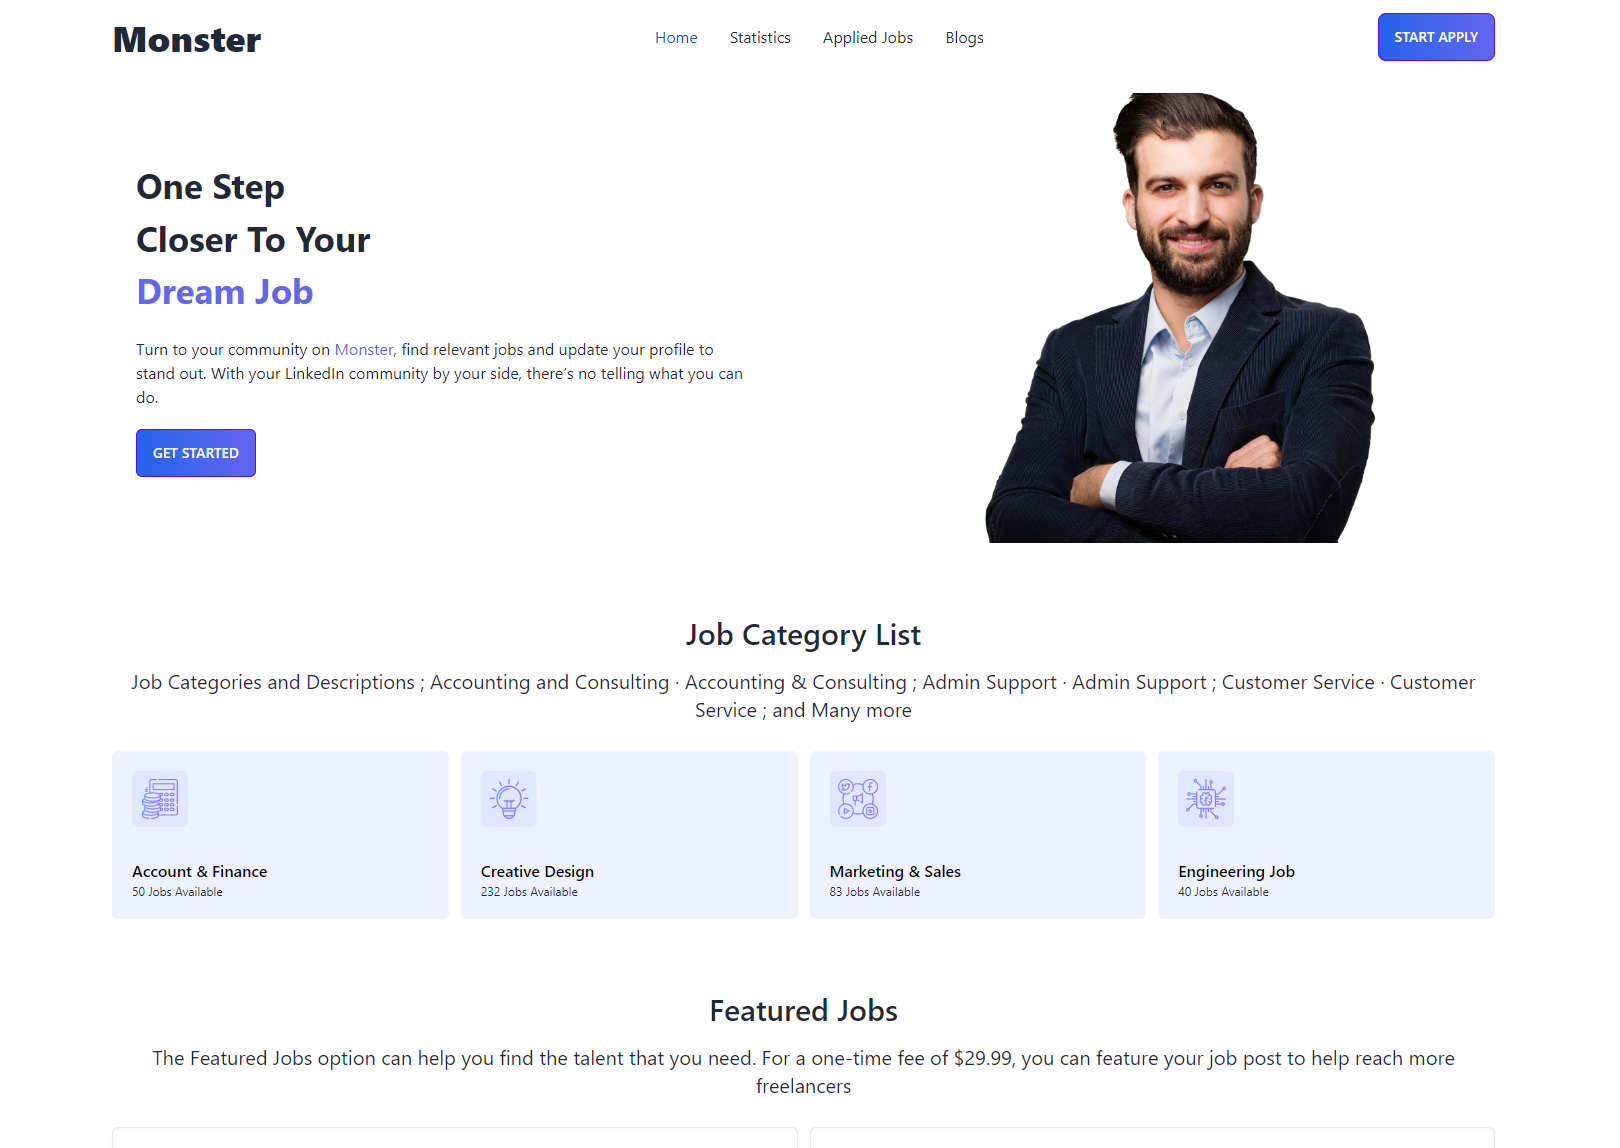 Monster
Home Statistics Applied Jobs Blogs
START APPLY
One Step
Closer To Your
Dream Job
Turn to your community on Monster, find relevant jobs and update your profile to
stand out. With your LinkedIn community by your side, there's no telling what you can
do.
GET STARTED
Job Category List
Job Categories and Descriptions ; Accounting and Consulting · Accounting & Consulting ; Admin Support · Admin Support ; Customer Service · Customer
Service ; and Many more
Account & Finance
50 Jobs Available
Creative Design
232 Jobs Available
Marketing & Sales
83 Jobs Available
Engineering Job
40 Jobs Available
Featured Jobs
The Featured Jobs option can help you find the talent that you need. For a one-time fee of $29.99, you can feature your job post to help reach more
freelancers